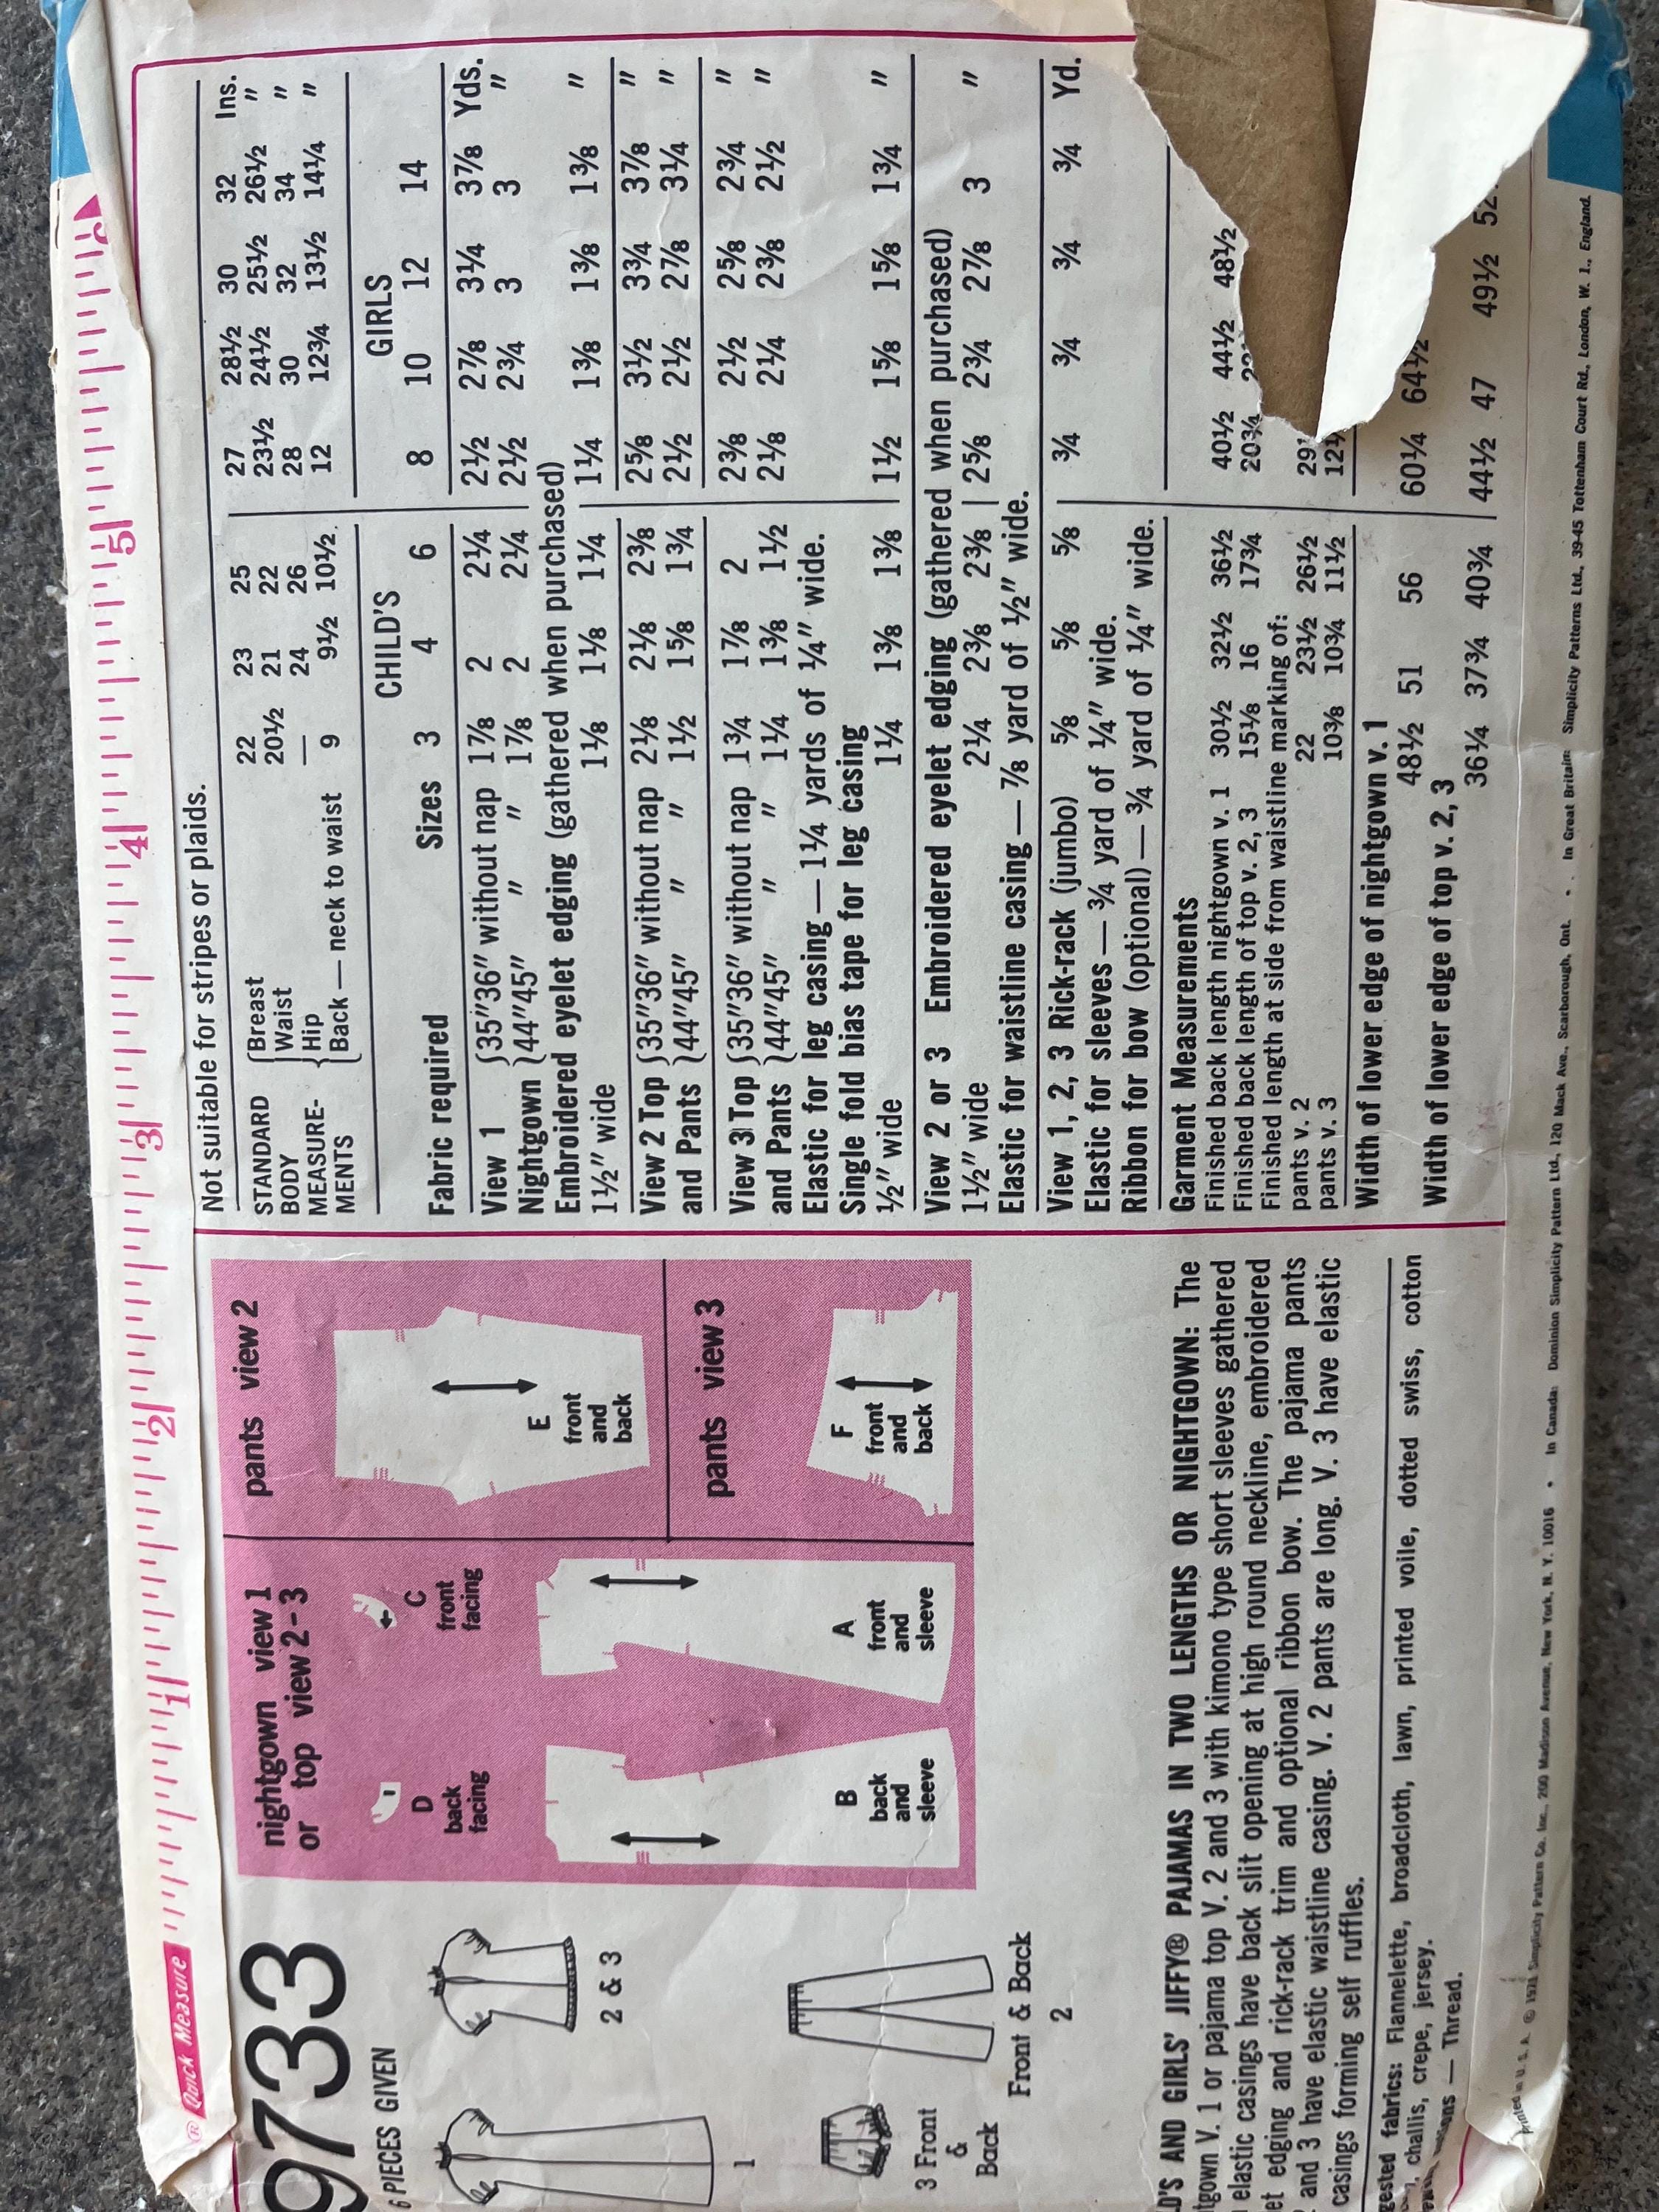 ® Quick Measure 1 2 3 4 5 6
9733
6 PIECES GIVEN
1
2 & 3
3 Front
&
Back
Front & Back
2
nightgown view 1
or top view 2-3
D
back
facing
C
front
facing
B
back
and
sleeve
A
front
and
sleeve
pants view 2
E
front
and
back
pants view 3
F
front
and
back
D'S AND GIRLS' JIFFY® PAJAMAS IN TWO LENGTHS OR NIGHTGOWN: The
tgown V. 1 or pajama top V. 2 and 3 with kimono type short sleeves gathered
elastic casings have back slit opening at high round neckline, embroidered
et edging and rick-rack trim and optional ribbon bow. The pajama pants
and 3 have elastic waistline casing. V. 2 pants are long. V. 3 have elastic
casings forming self ruffles.
gested fabrics: Flannelette, broadcloth, lawn, printed voile, dotted swiss, cotton
challis, crepe, jersey.
— Thread.
Not suitable for stripes or plaids.
STANDARD BODY MEASURE-MENTS
Breast 22 23 25 27 28½ 30 32 Ins.
Waist 20½ 21 22 23½ 24½ 25½ 26½ "
Hip — 24 26 28 30 32 34 "
Back — neck to waist 9 9½ 10½ 12 12¾ 13½ 14¼ "
CHILD'S GIRLS
Fabric required Sizes 3 4 6 8 10 12 14
View 1 35"36" without nap 1⅞ 2 2¼ 2½ 2⅞ 3¼ 3⅞ Yds.
Nightgown 44"45" " " 1⅞ 2 2¼ 2½ 2¾ 3 3 "
Embroidered eyelet edging (gathered when purchased)
1½" wide 1⅛ 1⅛ 1¼ 1¼ 1⅜ 1⅜ 1⅜ "
View 2 Top 35"36" without nap 2⅛ 2⅛ 2⅜ 2⅝ 3½ 3¾ 3⅞ "
and Pants 44"45" " " 1½ 1⅝ 1¾ 2½ 2½ 2⅞ 3¼ "
View 3 Top 35"36" without nap 1¾ 1⅞ 2 2⅜ 2½ 2⅝ 2¾ "
and Pants 44"45" " " 1¼ 1⅜ 1½ 2⅛ 2¼ 2⅜ 2½ "
Elastic for leg casing — 1¼ yards of ¼" wide.
Single fold bias tape for leg casing
½" wide 1¼ 1⅜ 1⅜ 1½ 1⅝ 1⅝ 1¾ "
View 2 or 3 Embroidered eyelet edging (gathered when purchased)
1½" wide 2¼ 2⅜ 2⅜ 2⅝ 2¾ 2⅞ 3 "
Elastic for waistline casing — ⅞ yard of ½" wide.
View 1, 2, 3 Rick-rack (jumbo) ⅝ ⅝ ⅝ ¾ ¾ ¾ ¾ Yd.
Elastic for sleeves — ¾ yard of ¼" wide.
Ribbon for bow (optional) — ¾ yard of ¼" wide.
Garment Measurements
Finished back length nightgown v. 1 30½ 32½ 36½ 40½ 44½ 48½
Finished back length of top v. 2, 3 15⅛ 16 17¾ 20¾
Finished length at side from waistline marking of:
pants v. 2 22 23½ 26½
pants v. 3 10⅜ 10¾ 11½
Width of lower edge of nightgown v. 1
48½ 51 56 60¼ 64½
Width of lower edge of top v. 2, 3
36¼ 37¾ 40¾ 44½ 47 49½ 52
Printed in U. S. A. © 1971 Simplicity Pattern Co. Inc., 200 Madison Avenue, New York, N. Y. 10016 • In Canada: Dominion Simplicity Pattern Ltd., 120 Mack Ave., Scarborough, Ont. • In Great Britain: Simplicity Patterns Ltd., 39-45 Tottenham Court Rd., London, W. 1., England.